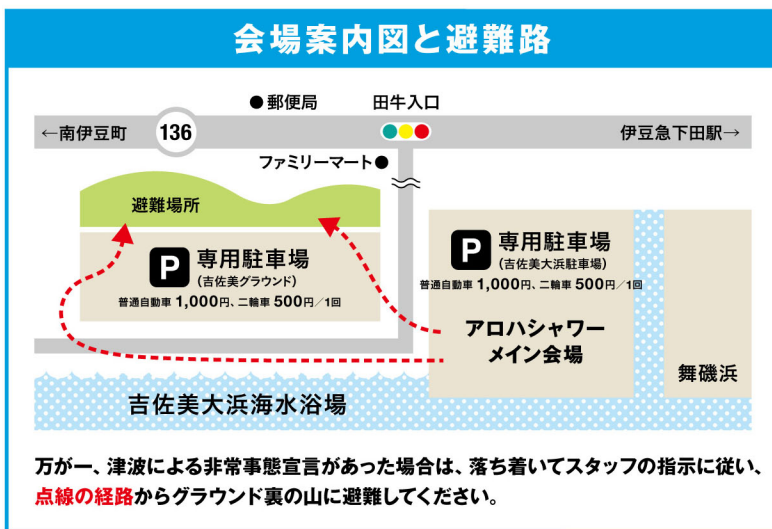 会場案内図と避難路
●郵便局
田牛入口
←南伊豆町
136
伊豆急下田駅→
ファミリーマート●
避難場所
P 専用駐車場
(吉佐美グラウンド)
普通自動車 1,000円、二輪車 500円/1回
P 専用駐車場
(吉佐美大浜駐車場)
普通自動車 1,000円、二輪車 500円/1回
アロハシャワー
メイン会場
舞磯浜
吉佐美大浜海水浴場
万が一、津波による非常事態宣言があった場合は、落ち着いてスタッフの指示に従い、
点線の経路からグラウンド裏の山に避難してください。